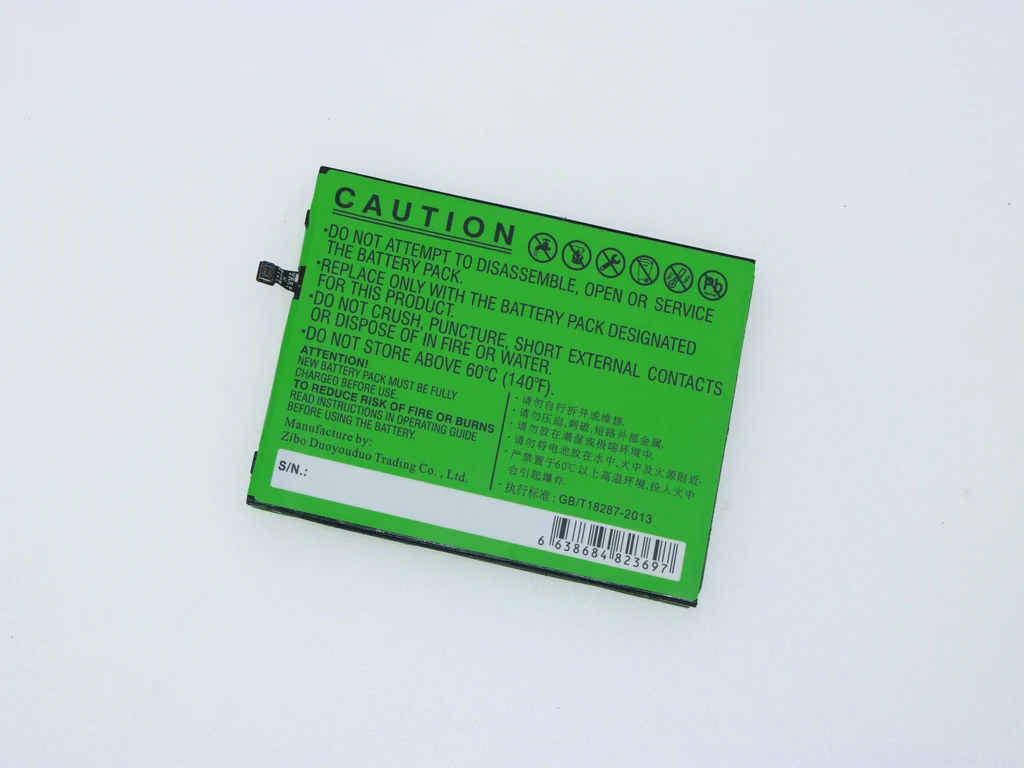 CAUTION
Pb
·DO NOT ATTEMPT TO DISASSEMBLE, OPEN OR SERVICE
THE BATTERY PACK.
·REPLACE ONLY WITH THE BATTERY PACK DESIGNATED
FOR THIS PRODUCT.
·DO NOT CRUSH, PUNCTURE, SHORT EXTERNAL CONTACTS
OR DISPOSE OF IN FIRE OR WATER.
·DO NOT STORE ABOVE 60℃ (140℉).
ATTENTION!
NEW BATTERY PACK MUST BE FULLY
CHARGED BEFORE USE.
TO REDUCE RISK OF FIRE OR BURNS
READ INSTRUCTIONS IN OPERATING GUIDE
BEFORE USING THE BATTERY.
Manufacture by:
Zibo Duoyouduo Trading Co., Ltd.
·请勿自行拆开或维修.
·请勿压迫,刺破,短路外部金属.
·请勿放在潮湿或极端环境中.
·请勿将电池放在水中,火中及火源附近.
·严禁置于60℃以上高温环境,投入火中
会引起爆炸.
·执行标准: GB/T18287-2013
S/N.:
6 638684 823697